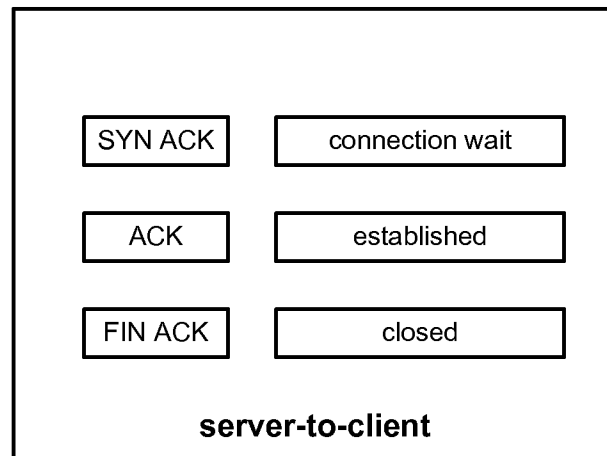 SYN ACK connection wait
ACK established
FIN ACK closed
server-to-client